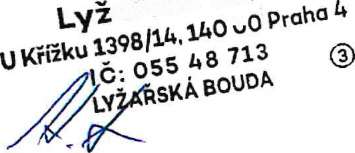 Lyž
U Křížku 1398/14, 140 00 Praha 4
IČ: 055 48 713
LYŽAŘSKÁ BOUDA
3